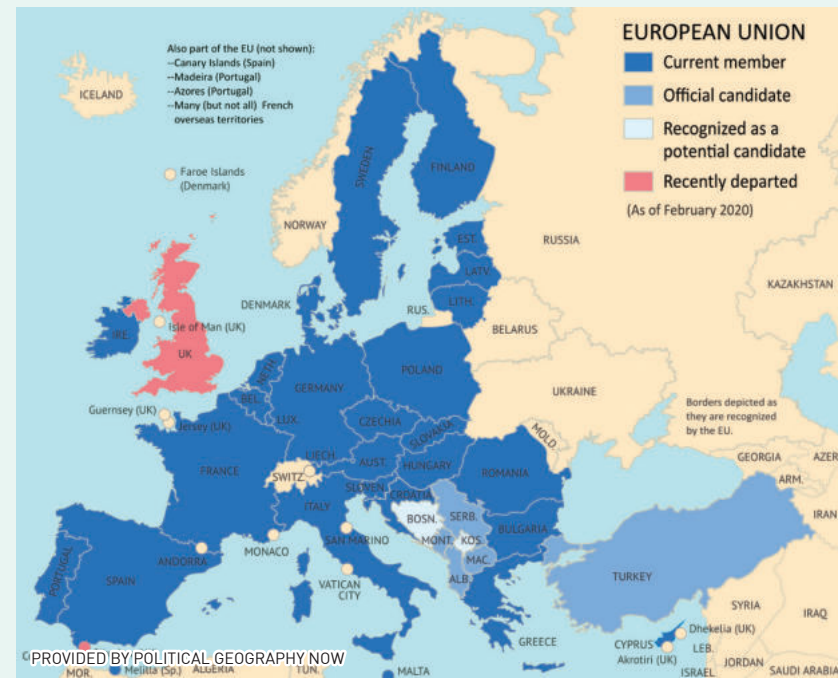 EUROPEAN UNION
Current member
Official candidate
Recognized as a
potential candidate
Recently departed
(As of February 2020)
Also part of the EU (not shown):
--Canary Islands (Spain)
--Madeira (Portugal)
--Azores (Portugal)
--Many (but not all) French
overseas territories
ICELAND
Faroe Islands
(Denmark)
SWEDEN
FINLAND
NORWAY
RUSSIA
EST.
LATV.
LITH.
KAZAKHSTAN
DENMARK
RUS.
BELARUS
IRE.
Isle of Man (UK)
UK
NETH.
POLAND
GERMANY
BEL.
UKRAINE
Guernsey (UK)
Jersey (UK)
LUX.
CZECHIA
SLOVAKIA
Borders depicted as
they are recognized
by the EU.
MOLD.
LIECH.
AUST.
HUNGARY
FRANCE
SWITZ.
ROMANIA
GEORGIA
AZER
ARM.
SLOVEN.
CROATIA
ITALY
BOSN.
SERB.
IRAN
SAN MARINO
MONT.
KOS.
BULGARIA
ANDORRA
MONACO
MAC.
PORTUGAL
SPAIN
VATICAN
CITY
ALB.
TURKEY
SYRIA
IRAQ
GREECE
CYPRUS
Dhekelia (UK)
Akrotiri (UK)
LEB.
JORDAN
ISRAEL
SAUDI ARABIA
PROVIDED BY POLITICAL GEOGRAPHY NOW
MOR.
Melilla (Sp.)
ALGERIA
TUN.
MALTA